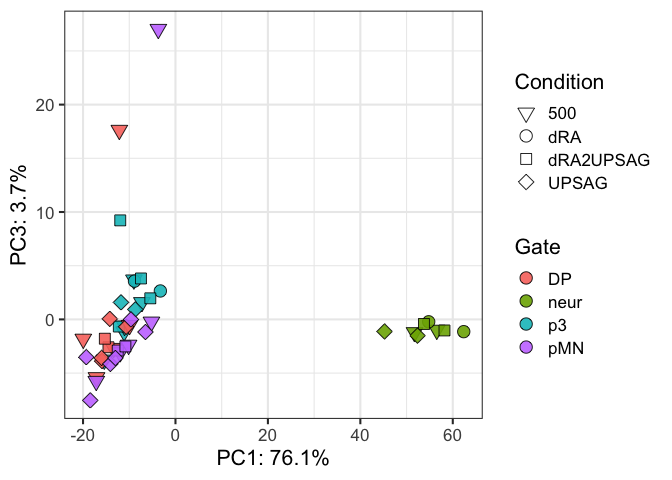 20
10
0
-20
0
20
40
60
PC1: 76.1%
PC3: 3.7%
Condition
500
dRA
dRA2UPSAG
UPSAG
Gate
DP
neur
p3
pMN